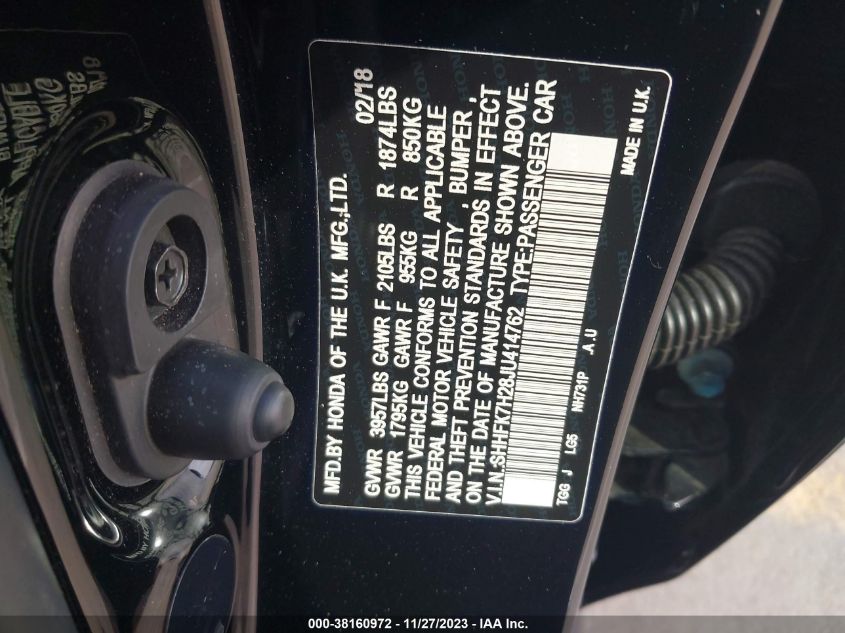 MFD.BY HONDA OF THE U.K. MFG.,LTD. 02/18
GVWR 3957LBS GAWR F 2105LBS R 1874LBS
GVWR 1795KG GAWR F 955KG R 850KG
THIS VEHICLE CONFORMS TO ALL APPLICABLE
FEDERAL MOTOR VEHICLE SAFETY , BUMPER ,
AND THEFT PREVENTION STANDARDS IN EFFECT
ON THE DATE OF MANUFACTURE SHOWN ABOVE.
V.I.N.:SHHFK7H28JU414762 TYPE:PASSENGER CAR
TGG J LG5 NH731P .A.U MADE IN U.K.
000-38160972 - 11/27/2023 - IMPACT AUTO AUCTIONS